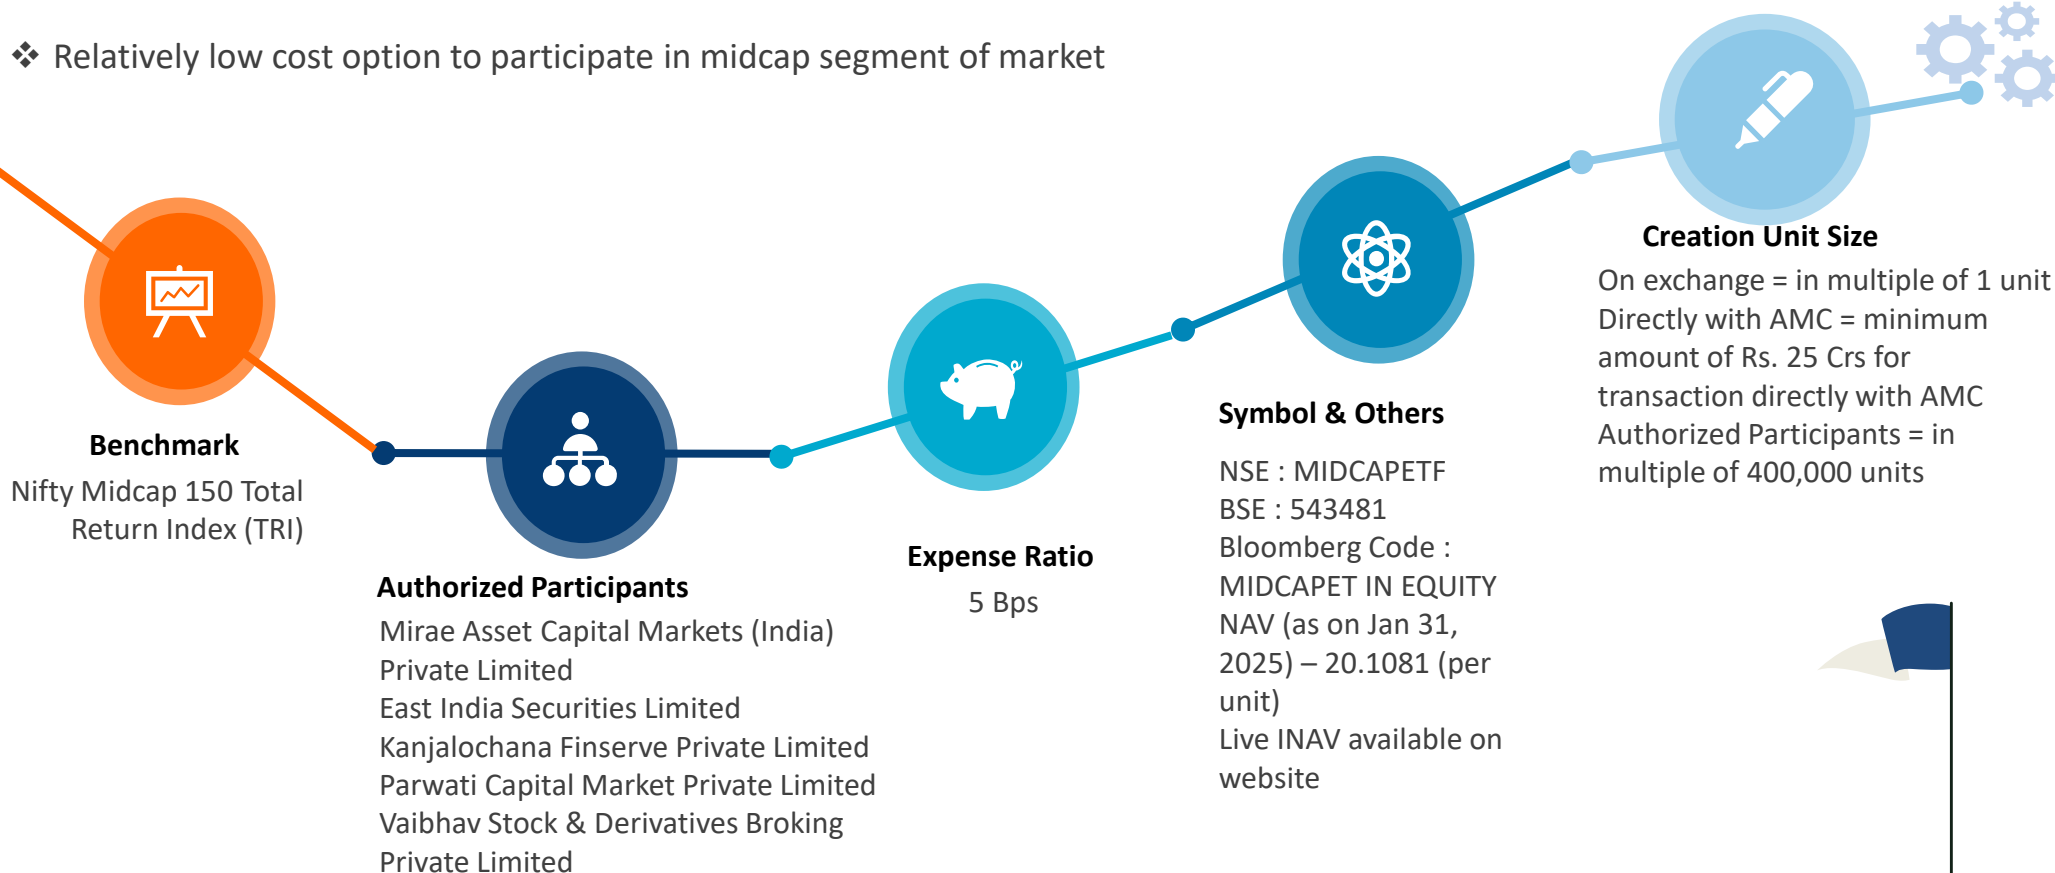 ❖ Relatively low cost option to participate in midcap segment of market
Benchmark
Nifty Midcap 150 Total
Return Index (TRI)
Authorized Participants
Mirae Asset Capital Markets (India)
Private Limited
East India Securities Limited
Kanjalochana Finserve Private Limited
Parwati Capital Market Private Limited
Vaibhav Stock & Derivatives Broking
Private Limited
Expense Ratio
5 Bps
Symbol & Others
NSE : MIDCAPETF
BSE : 543481
Bloomberg Code :
MIDCAPET IN EQUITY
NAV (as on Jan 31,
2025) – 20.1081 (per
unit)
Live INAV available on
website
Creation Unit Size
On exchange = in multiple of 1 unit
Directly with AMC = minimum
amount of Rs. 25 Crs for
transaction directly with AMC
Authorized Participants = in
multiple of 400,000 units